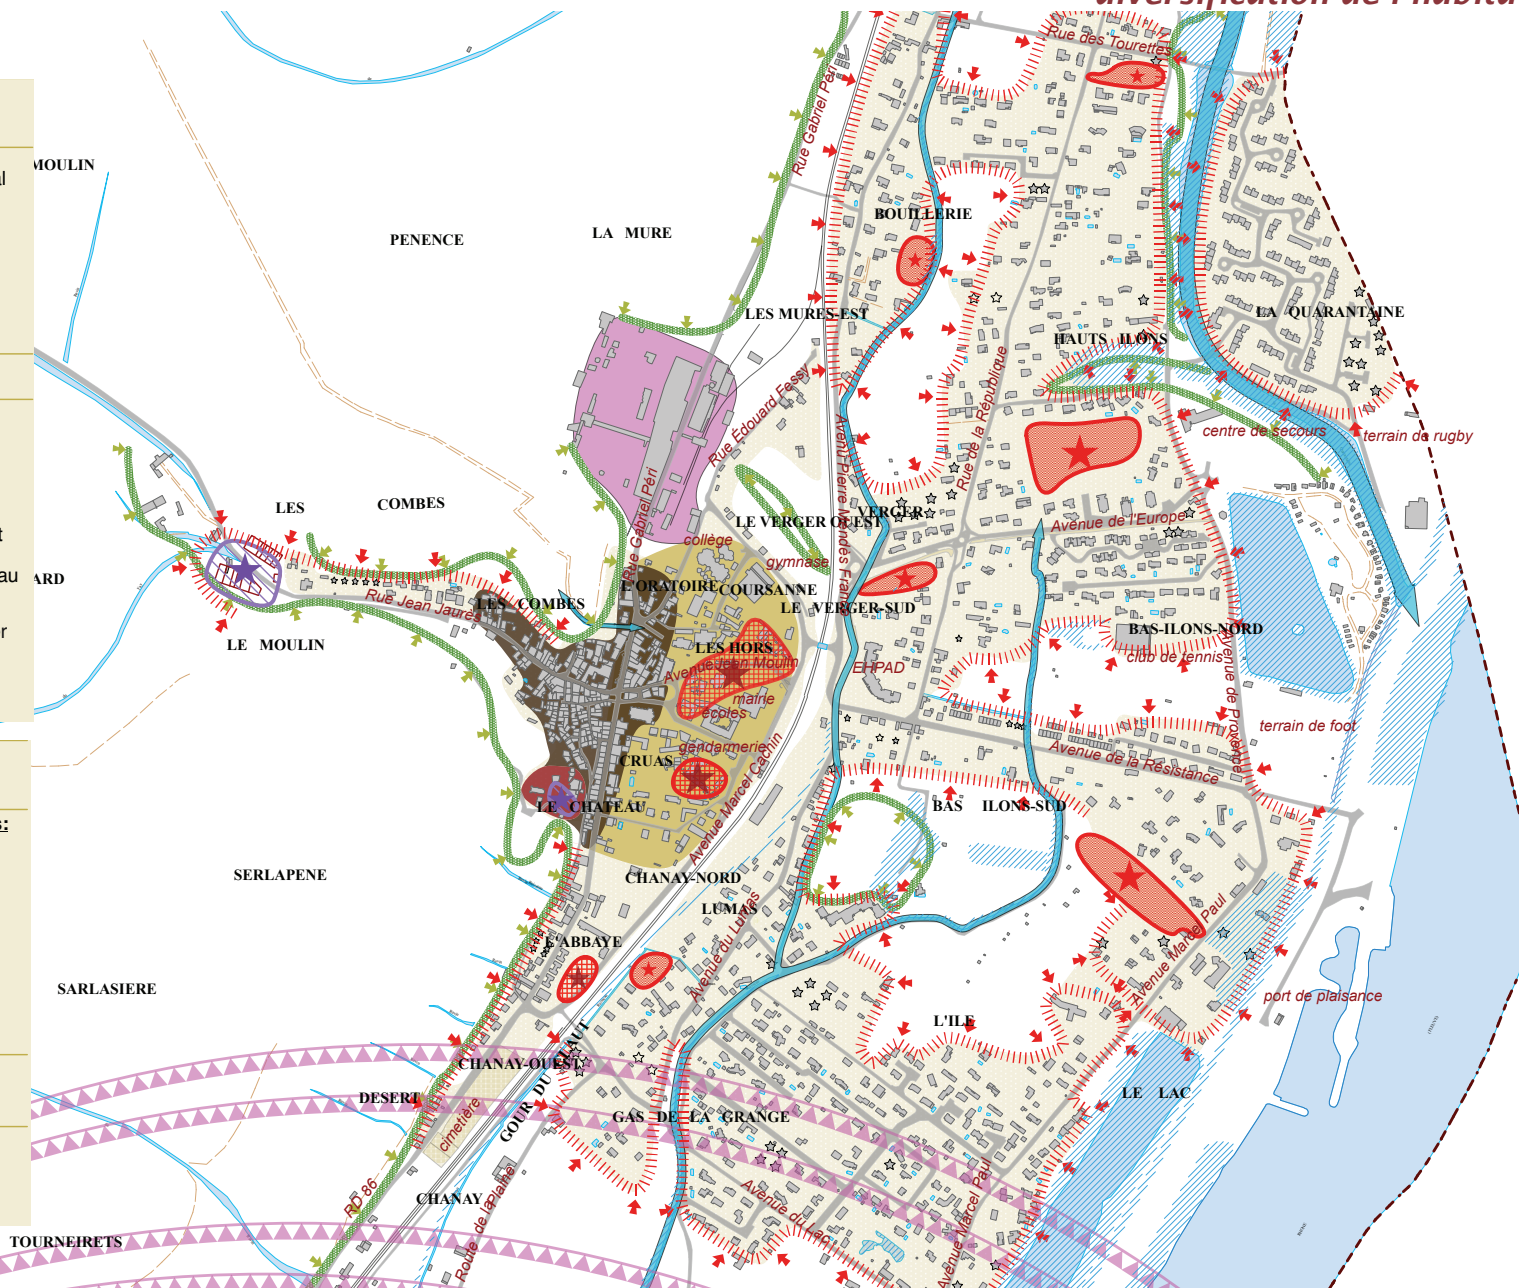 diversification de l'habita
MOULIN
al
t
au
ARD
or
s:
Rue des Tourettes
Rue Gabriel Péri
BOUILLERIE
PENENCE
LA MURE
LES MURES-EST
LA QUARANTAINE
HAUTS ILONS
Rue Édouard Fessy
Rue de la République
Avenue Pierre Mendès France
centre de secours
terrain de rugby
LES COMBES
Rue Gabriel Péri
LE VERGER OUEST
VERGER
Avenue de l'Europe
collège
gymnase
L'ORATOIRE
COURSANNE
LES COMBES
Rue Jean Jaurès
LE VERGER-SUD
LE MOULIN
LES HORS
BAS-ILONS-NORD
club de tennis
Avenue Jean Moulin
EHPAD
mairie
écoles
Avenue de Provence
terrain de foot
gendarmerie
CRUAS
Avenue de la Résistance
LE CHATEAU
Avenue Marcel Cachin
BAS ILONS-SUD
SERLAPENE
CHANAY-NORD
LUMAS
L'ABBAYE
Avenue du Lumas
Avenue Marcel Paul
SARLASIERE
port de plaisance
L'ILE
CHANAY-OUEST
DESERT
GOUR DU
LE LAC
cimetière
GAS DE LA GRANGE
RD 86
CHANAY
Route de la Plaine
Avenue du Lac
Avenue Marcel Paul
TOURNEIRETS